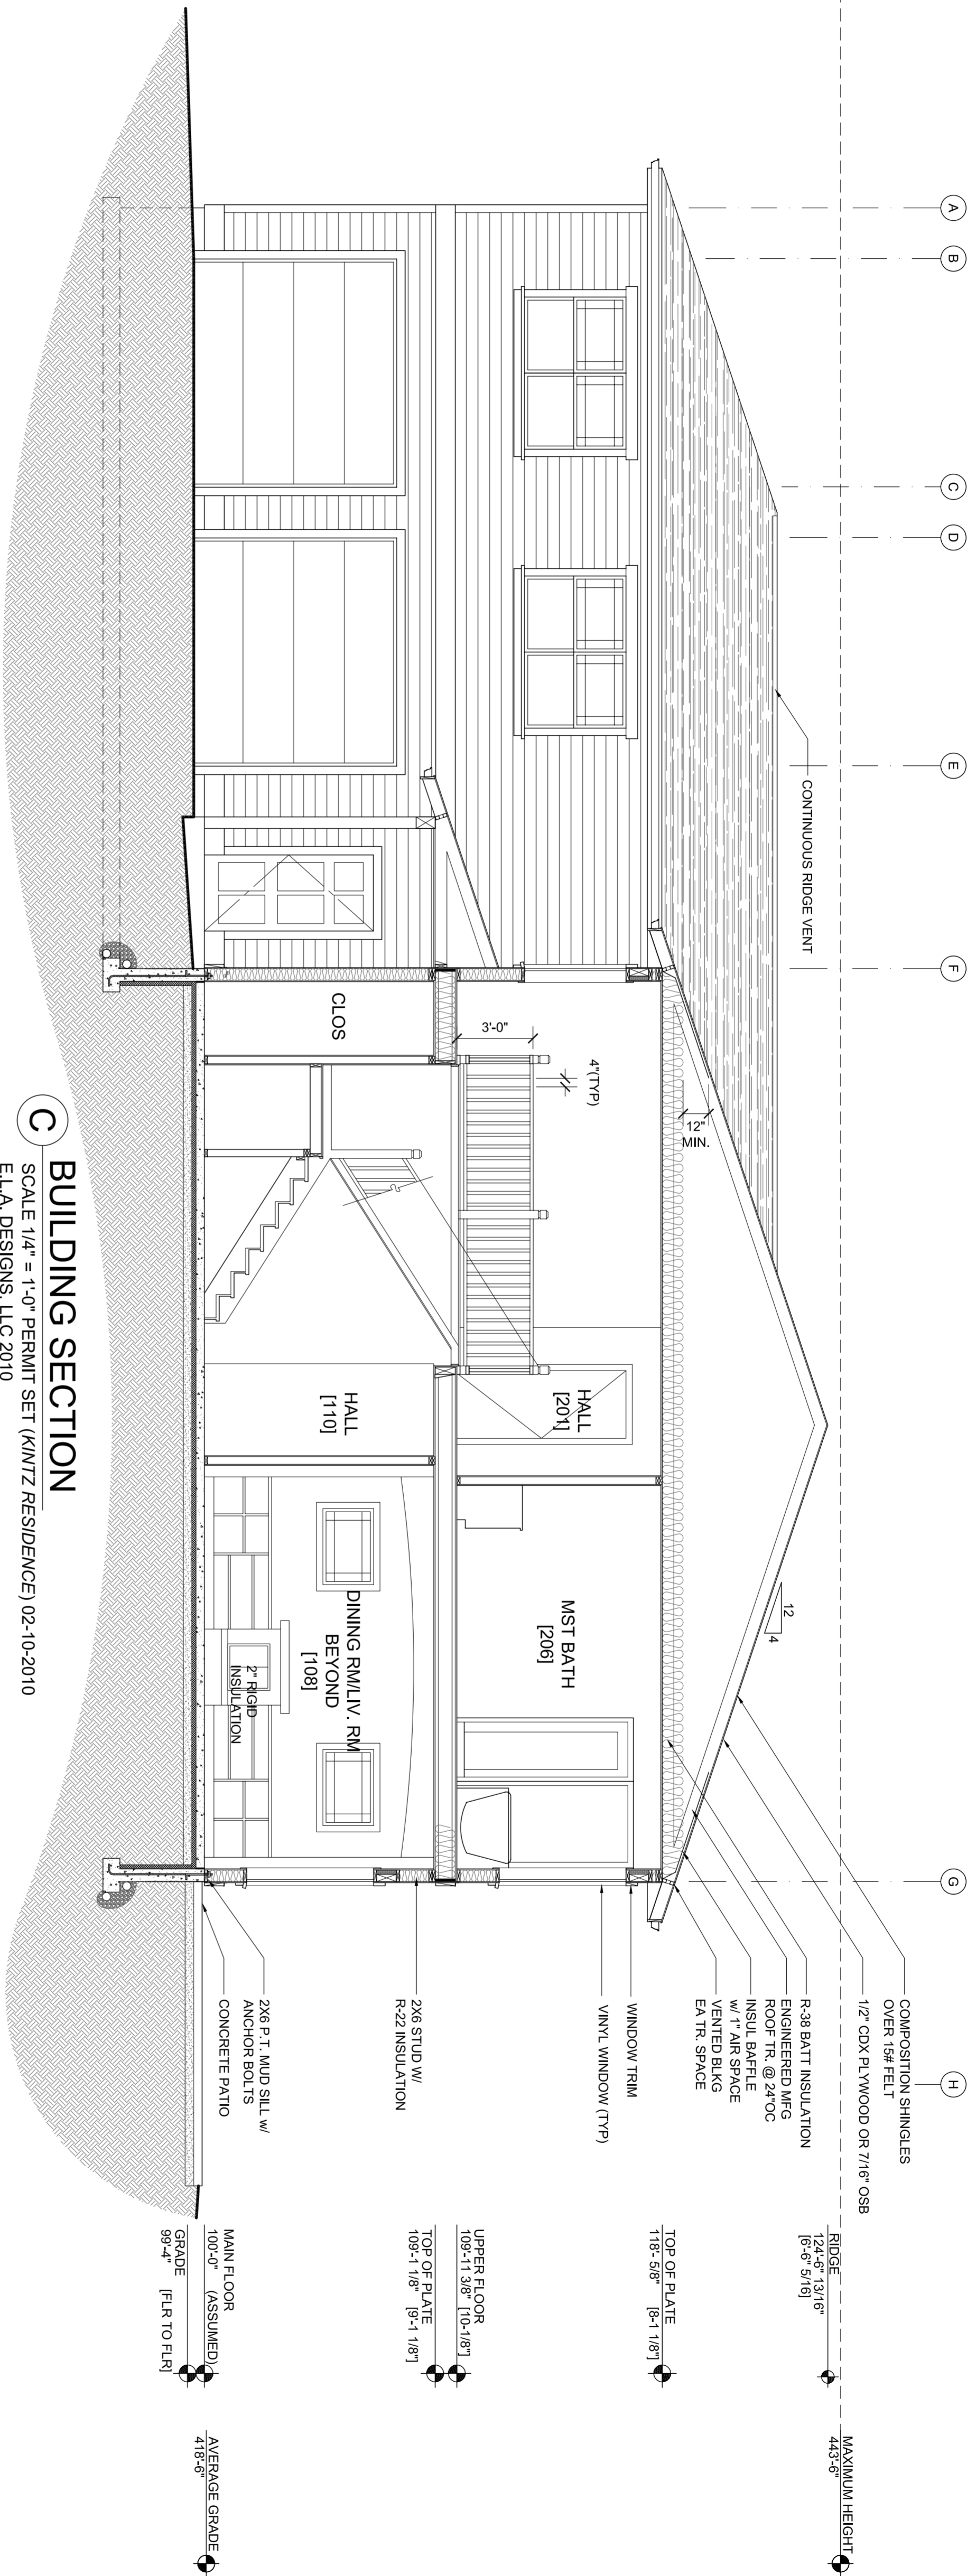 A
B
C
D
E
F
G
H
CONTINUOUS RIDGE VENT
COMPOSITION SHINGLES
OVER 15# FELT
1/2" CDX PLYWOOD OR 7/16" OSB
R-38 BATT INSULATION
ENGINEERED MFG
ROOF TR. @ 24"OC
INSUL BAFFLE
w/ 1" AIR SPACE
VENTED BLKG
EA TR. SPACE
WINDOW TRIM
VINYL WINDOW (TYP)
2X6 STUD W/
R-22 INSULATION
2X6 P.T. MUD SILL w/
ANCHOR BOLTS
CONCRETE PATIO
12
4
12"
MIN.
4"(TYP)
3'-0"
HALL
[201]
MST BATH
[206]
CLOS
HALL
[110]
DINING RM/LIV. RM
BEYOND
[108]
2" RIGID
INSULATION
MAXIMUM HEIGHT
443'-6"
RIDGE
124'-6" 13/16"
[6'-6" 5/16]
TOP OF PLATE
118'- 5/8" [8-1 1/8"]
UPPER FLOOR
109'-11 3/8" [10-1/8"]
TOP OF PLATE
109'-1 1/8" [9'-1 1/8"]
MAIN FLOOR
100'-0" (ASSUMED)
GRADE
99'-4" [FLR TO FLR]
AVERAGE GRADE
418'-6"
C
BUILDING SECTION
SCALE 1/4" = 1'-0" PERMIT SET (KINTZ RESIDENCE) 02-10-2010
E.L.A. DESIGNS, LLC 2010